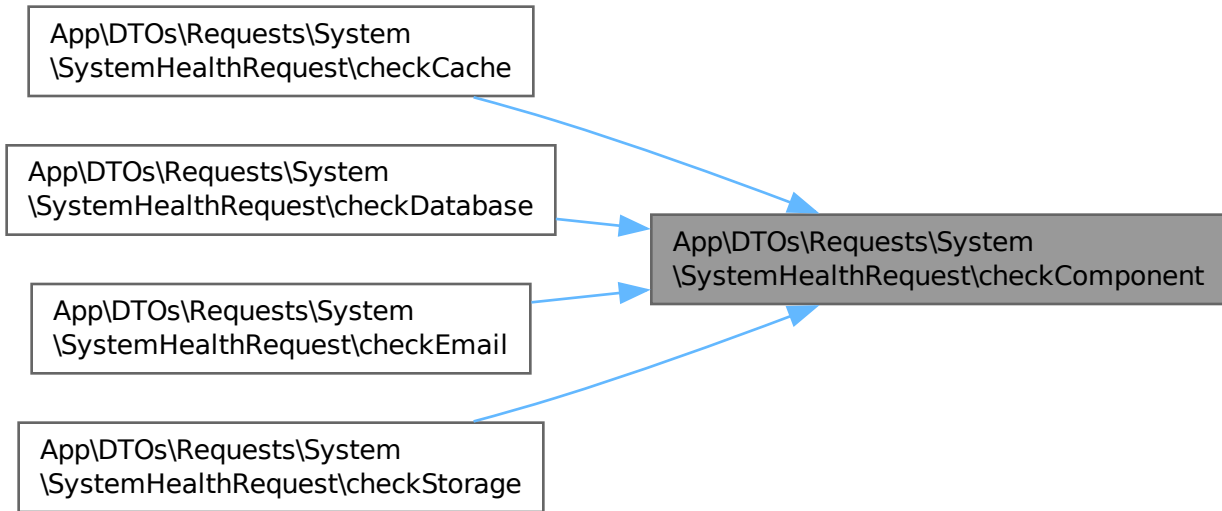 App\DTOs\Requests\System
\SystemHealthRequest\checkCache
App\DTOs\Requests\System
\SystemHealthRequest\checkDatabase
App\DTOs\Requests\System
\SystemHealthRequest\checkComponent
App\DTOs\Requests\System
\SystemHealthRequest\checkEmail
App\DTOs\Requests\System
\SystemHealthRequest\checkStorage